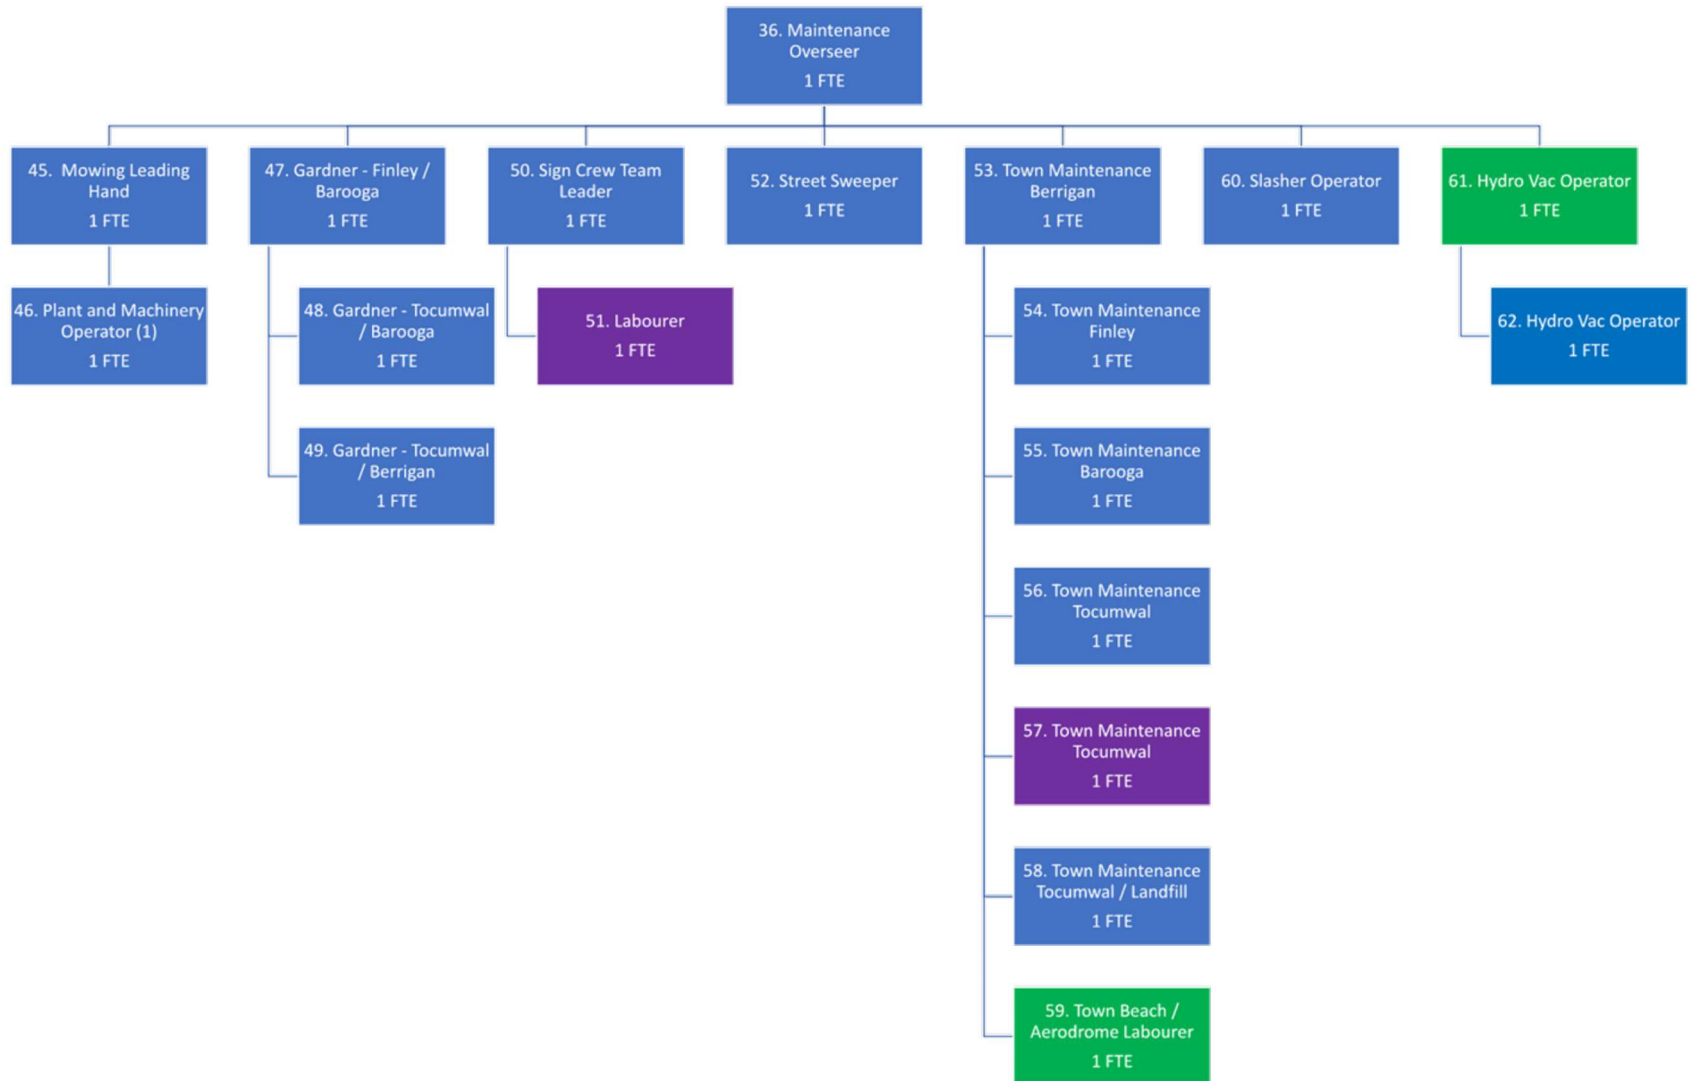 36. Maintenance
Overseer
1 FTE
45.  Mowing Leading
Hand
1 FTE
47. Gardner - Finley /
Barooga
1 FTE
50. Sign Crew Team
Leader
1 FTE
52. Street Sweeper
1 FTE
53. Town Maintenance
Berrigan
1 FTE
60. Slasher Operator
1 FTE
61. Hydro Vac Operator
1 FTE
46. Plant and Machinery
Operator (1)
1 FTE
48. Gardner - Tocumwal
/ Barooga
1 FTE
51. Labourer
1 FTE
54. Town Maintenance
Finley
1 FTE
62. Hydro Vac Operator
1 FTE
49. Gardner - Tocumwal
/ Berrigan
1 FTE
55. Town Maintenance
Barooga
1 FTE
56. Town Maintenance
Tocumwal
1 FTE
57. Town Maintenance
Tocumwal
1 FTE
58. Town Maintenance
Tocumwal / Landfill
1 FTE
59. Town Beach /
Aerodrome Labourer
1 FTE